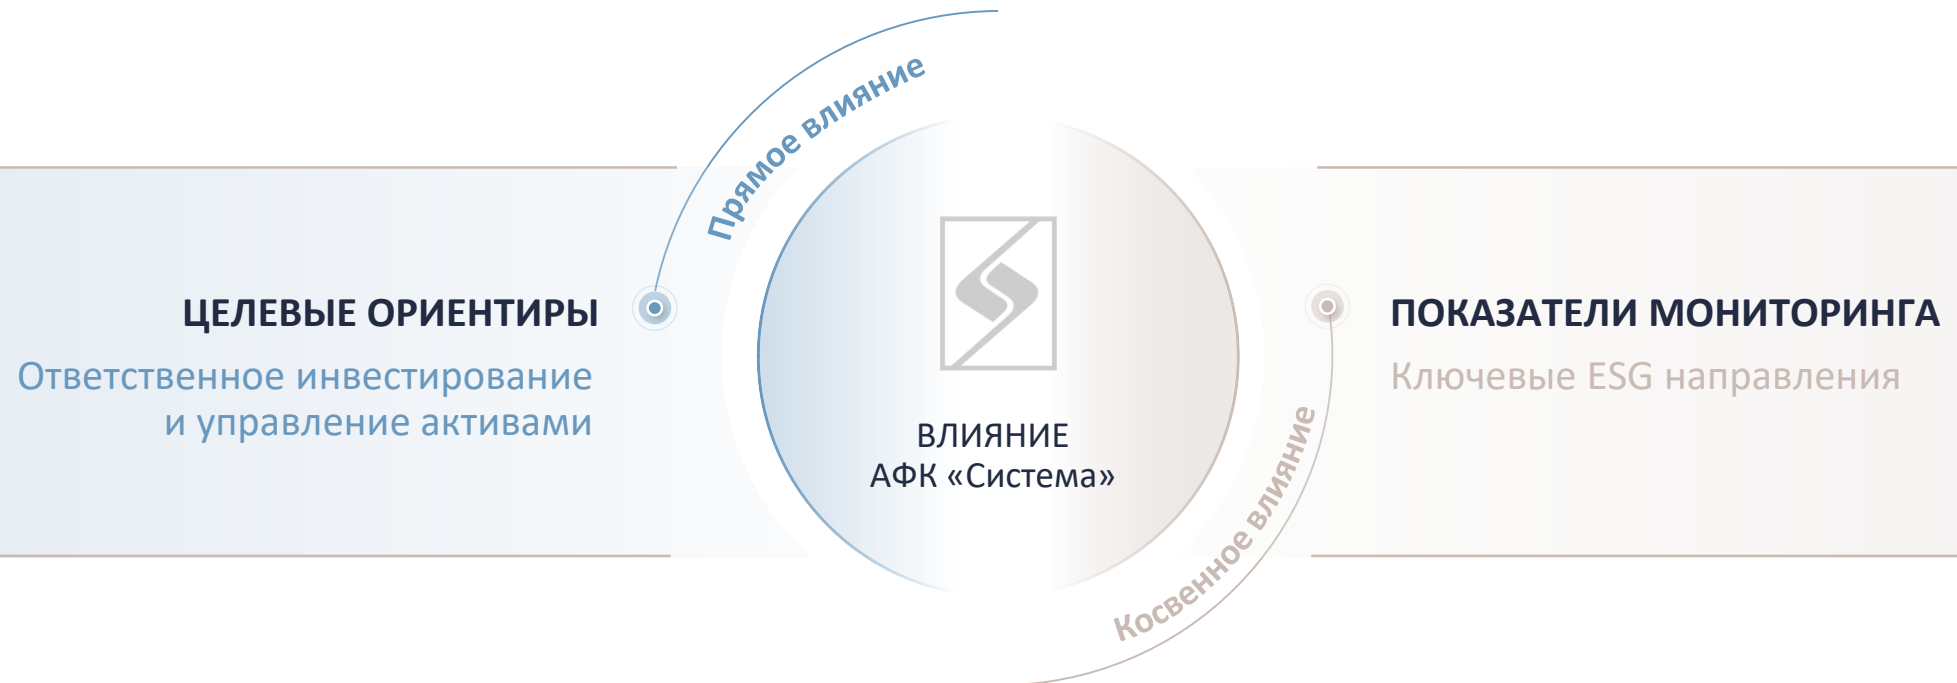 Прямое влияние
ЦЕЛЕВЫЕ ОРИЕНТИРЫ
Ответственное инвестирование
и управление активами
ВЛИЯНИЕ
АФК «Система»
ПОКАЗАТЕЛИ МОНИТОРИНГА
Ключевые ESG направления
Косвенное влияние